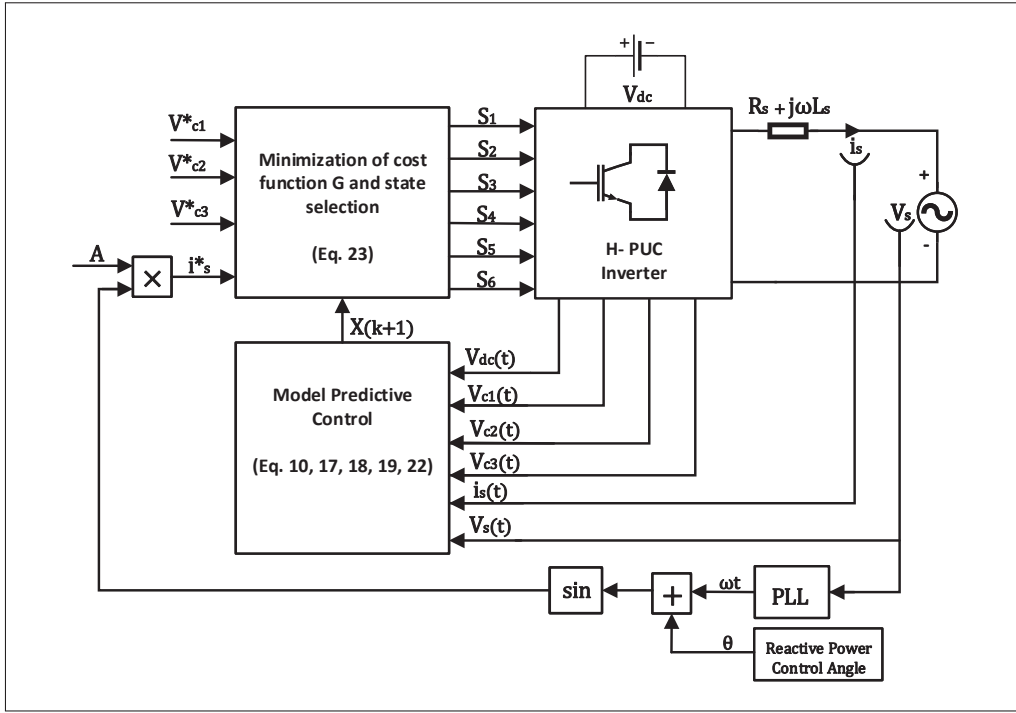 + −
Vdc
Rs + jωLs
is
V*c1
V*c2
V*c3
A
×
i*s
Minimization of cost
function G and state
selection
(Eq. 23)
S1
S2
S3
S4
S5
S6
H- PUC
Inverter
+
Vs
-
X(k+1)
Model Predictive
Control
(Eq. 10, 17, 18, 19, 22)
Vdc(t)
Vc1(t)
Vc2(t)
Vc3(t)
is(t)
Vs(t)
sin
+
ωt
PLL
θ
Reactive Power
Control Angle